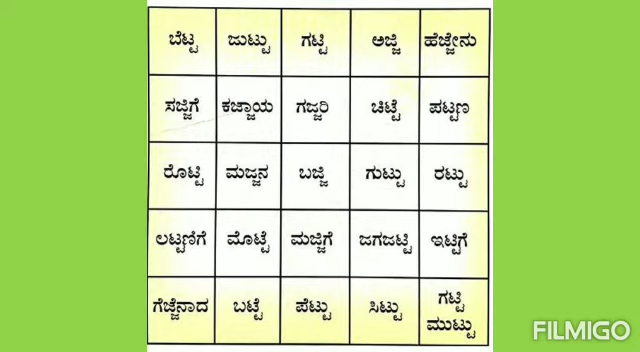 ಬೆಟ್ಟ ಜುಟ್ಟು ಗಟ್ಟಿ ಅಜ್ಜಿ ಹೆಜ್ಜೇನು
ಸಜ್ಜಿಗೆ ಕಜ್ಜಾಯ ಗಜ್ಜರಿ ಚಿಟ್ಟೆ ಪಟ್ಟಣ
ರೊಟ್ಟಿ ಮಜ್ಜನ ಬಜ್ಜಿ ಗುಟ್ಟು ರಟ್ಟು
ಲಟ್ಟಣಿಗೆ ಮೊಟ್ಟೆ ಮಜ್ಜಿಗೆ ಜಗಜಟ್ಟಿ ಇಟ್ಟಿಗೆ
ಗೆಜ್ಜೆನಾದ ಬಟ್ಟೆ ಪೆಟ್ಟು ಸಿಟ್ಟು ಗಟ್ಟಿ
ಮುಟ್ಟು
FILMIGO